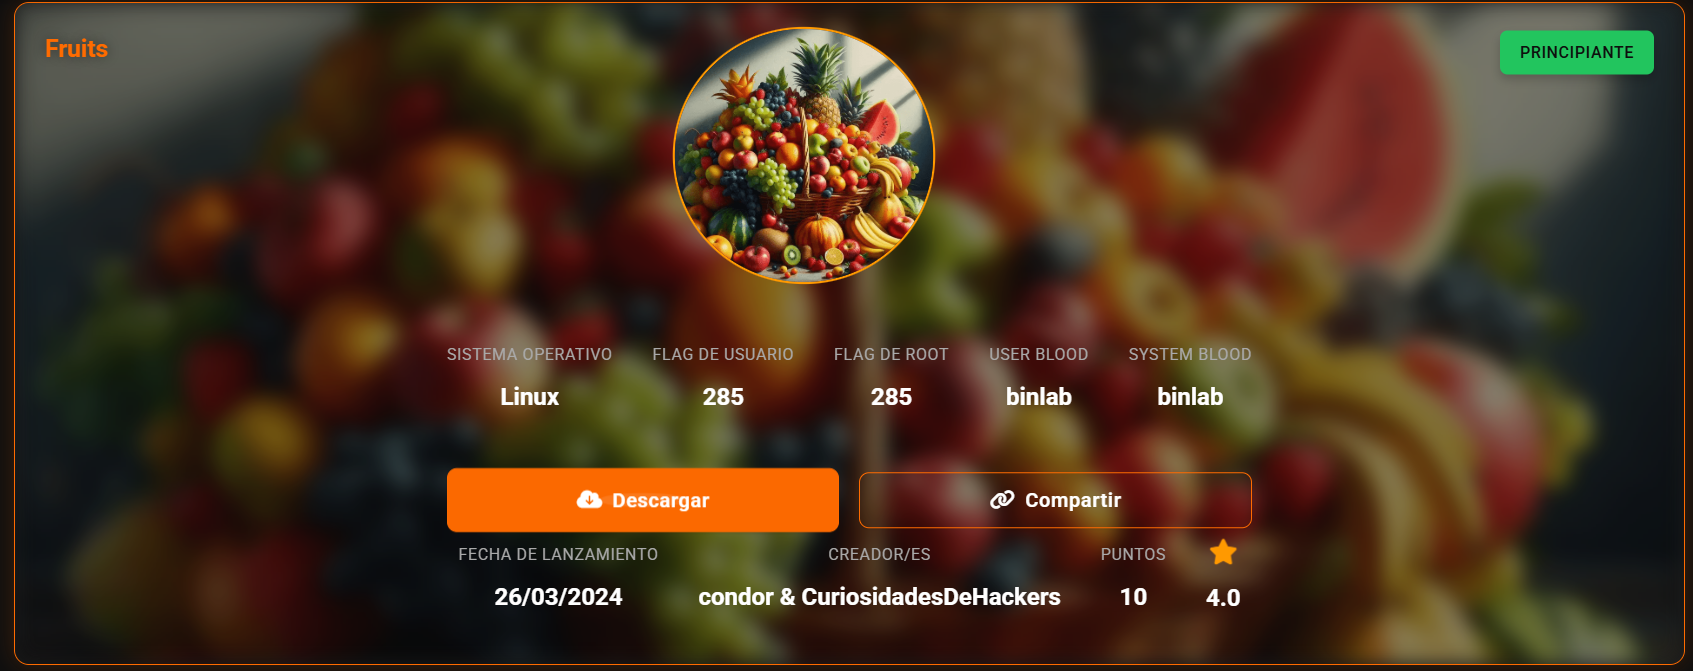 Fruits
PRINCIPIANTE
SISTEMA OPERATIVO FLAG DE USUARIO FLAG DE ROOT USER BLOOD SYSTEM BLOOD
Linux 285 285 binlab binlab
Descargar Compartir
FECHA DE LANZAMIENTO CREADOR/ES PUNTOS
26/03/2024 condor & CuriosidadesDeHackers 10 4.0